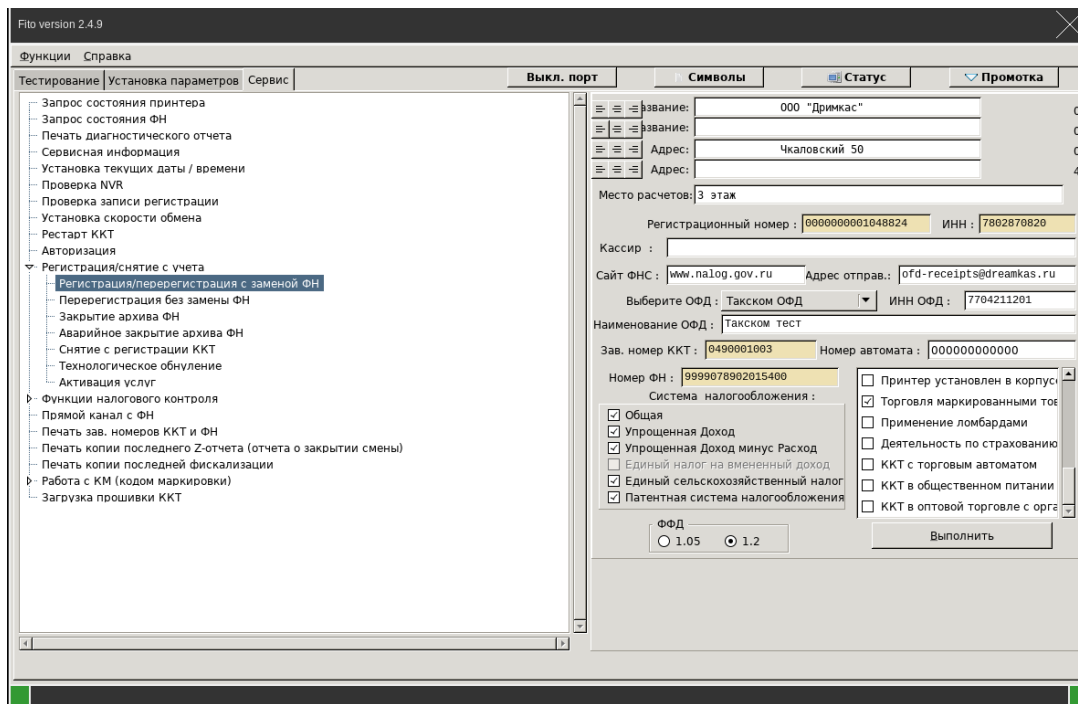 Fito version 2.4.9
Функции Справка
Тестирование Установка параметров Сервис
Выкл. порт Символы Статус Промотка
Запрос состояния принтера
Запрос состояния ФН
Печать диагностического отчета
Сервисная информация
Установка текущих даты / времени
Проверка NVR
Проверка записи регистрации
Установка скорости обмена
Рестарт ККТ
Авторизация
Регистрация/снятие с учета
Регистрация/перерегистрация с заменой ФН
Перерегистрация без замены ФН
Закрытие архива ФН
Аварийное закрытие архива ФН
Снятие с регистрации ККТ
Технологическое обнуление
Активация услуг
Функции налогового контроля
Прямой канал с ФН
Печать зав. номеров ККТ и ФН
Печать копии последнего Z-отчета (отчета о закрытии смены)
Печать копии последней фискализации
Работа с КМ (кодом маркировки)
Загрузка прошивки ККТ
азвание: ООО "Дримкас"
азвание:
Адрес: Чкаловский 50
Адрес:
Место расчетов: 3 этаж
Регистрационный номер : 0000000001048824 ИНН : 7802870820
Кассир :
Сайт ФНС : www.nalog.gov.ru Адрес отправ.: ofd-receipts@dreamkas.ru
Выберите ОФД : Такском ОФД ИНН ОФД : 7704211201
Наименование ОФД : Такском тест
Зав. номер ККТ : 0490001003 Номер автомата : 000000000000
Номер ФН : 9999078902015400
Система налогообложения :
Общая
Упрощенная Доход
Упрощенная Доход минус Расход
Единый налог на вмененный доход
Единый сельскохозяйственный налог
Патентная система налогообложения
Принтер установлен в корпус
Торговля маркированными тов
Применение ломбардами
Деятельность по страхованию
ККТ с торговым автоматом
ККТ в общественном питании
ККТ в оптовой торговле с орга
ФФД
1.05 1.2
Выполнить